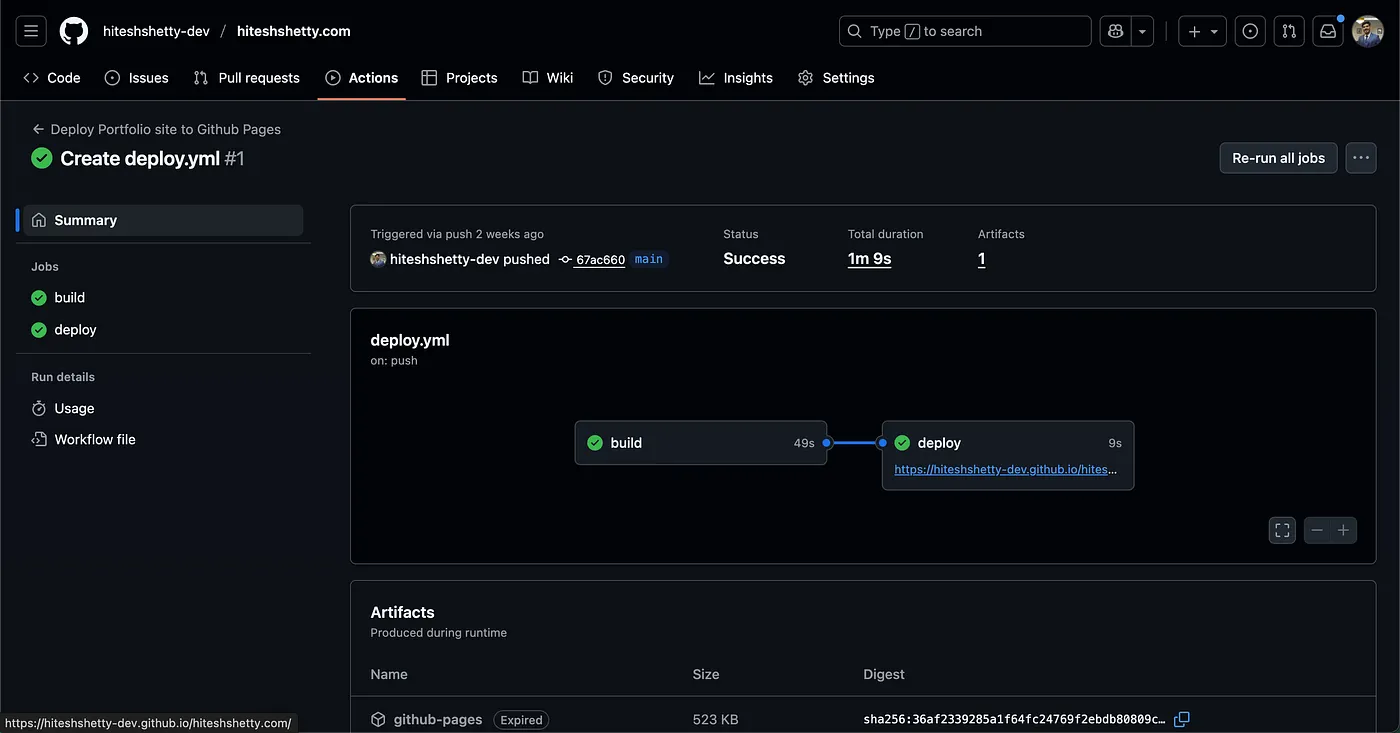 hiteshshetty-dev / hiteshshetty.com
Type / to search
Code Issues Pull requests Actions Projects Wiki Security Insights Settings
Deploy Portfolio site to Github Pages
Create deploy.yml #1
Re-run all jobs
Summary
Jobs
build
deploy
Run details
Usage
Workflow file
Triggered via push 2 weeks ago
hiteshshetty-dev pushed 67ac660 main
Status
Success
Total duration
1m 9s
Artifacts
1
deploy.yml
on: push
build 49s
deploy 9s
https://hiteshshetty-dev.github.io/hites...
Artifacts
Produced during runtime
Name Size Digest
github-pages Expired 523 KB sha256:36af2339285a1f64fc24769f2ebdb80809c…
https://hiteshshetty-dev.github.io/hiteshshetty.com/